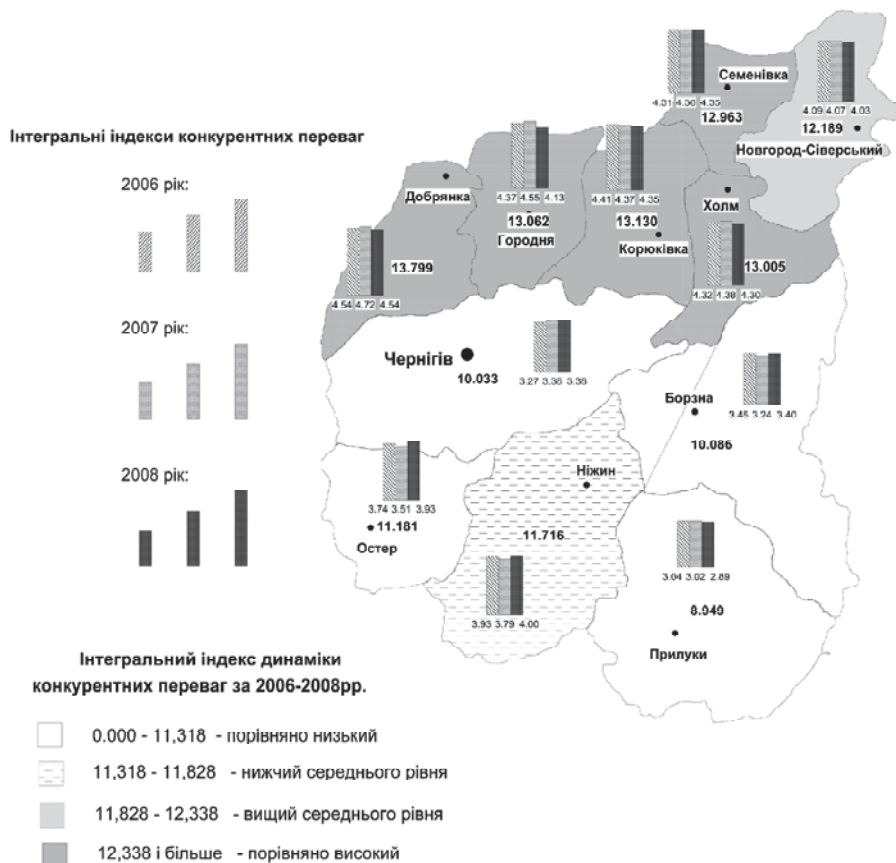 Інтегральні індекси конкурентних переваг
2006 рік:
2007 рік:
2008 рік:
Семенівка
4.31 4.30 4.35
12.963
4.09 4.07 4.03
12.189
Новгород-Сіверський
Добрянка
4.37 4.55 4.13
13.062
Городня
4.41 4.37 4.35
13.130
Корюківка
Холм
13.005
4.32 4.38 4.30
13.799
4.54 4.72 4.54
Чернігів
10.033
3.27 3.38 3.38
Борзна
3.45 3.24 3.40
10.086
Ніжин
11.716
3.93 3.79 4.00
3.74 3.51 3.93
11.181
Остер
3.04 3.02 2.89
8.949
Прилуки
Інтегральний індекс динаміки
конкурентних переваг за 2006-2008рр.
0.000 - 11,318 - порівняно низький
11,318 - 11,828 - нижчий середнього рівня
11,828 - 12,338 - вищий середнього рівня
12,338 і більше - порівняно високий